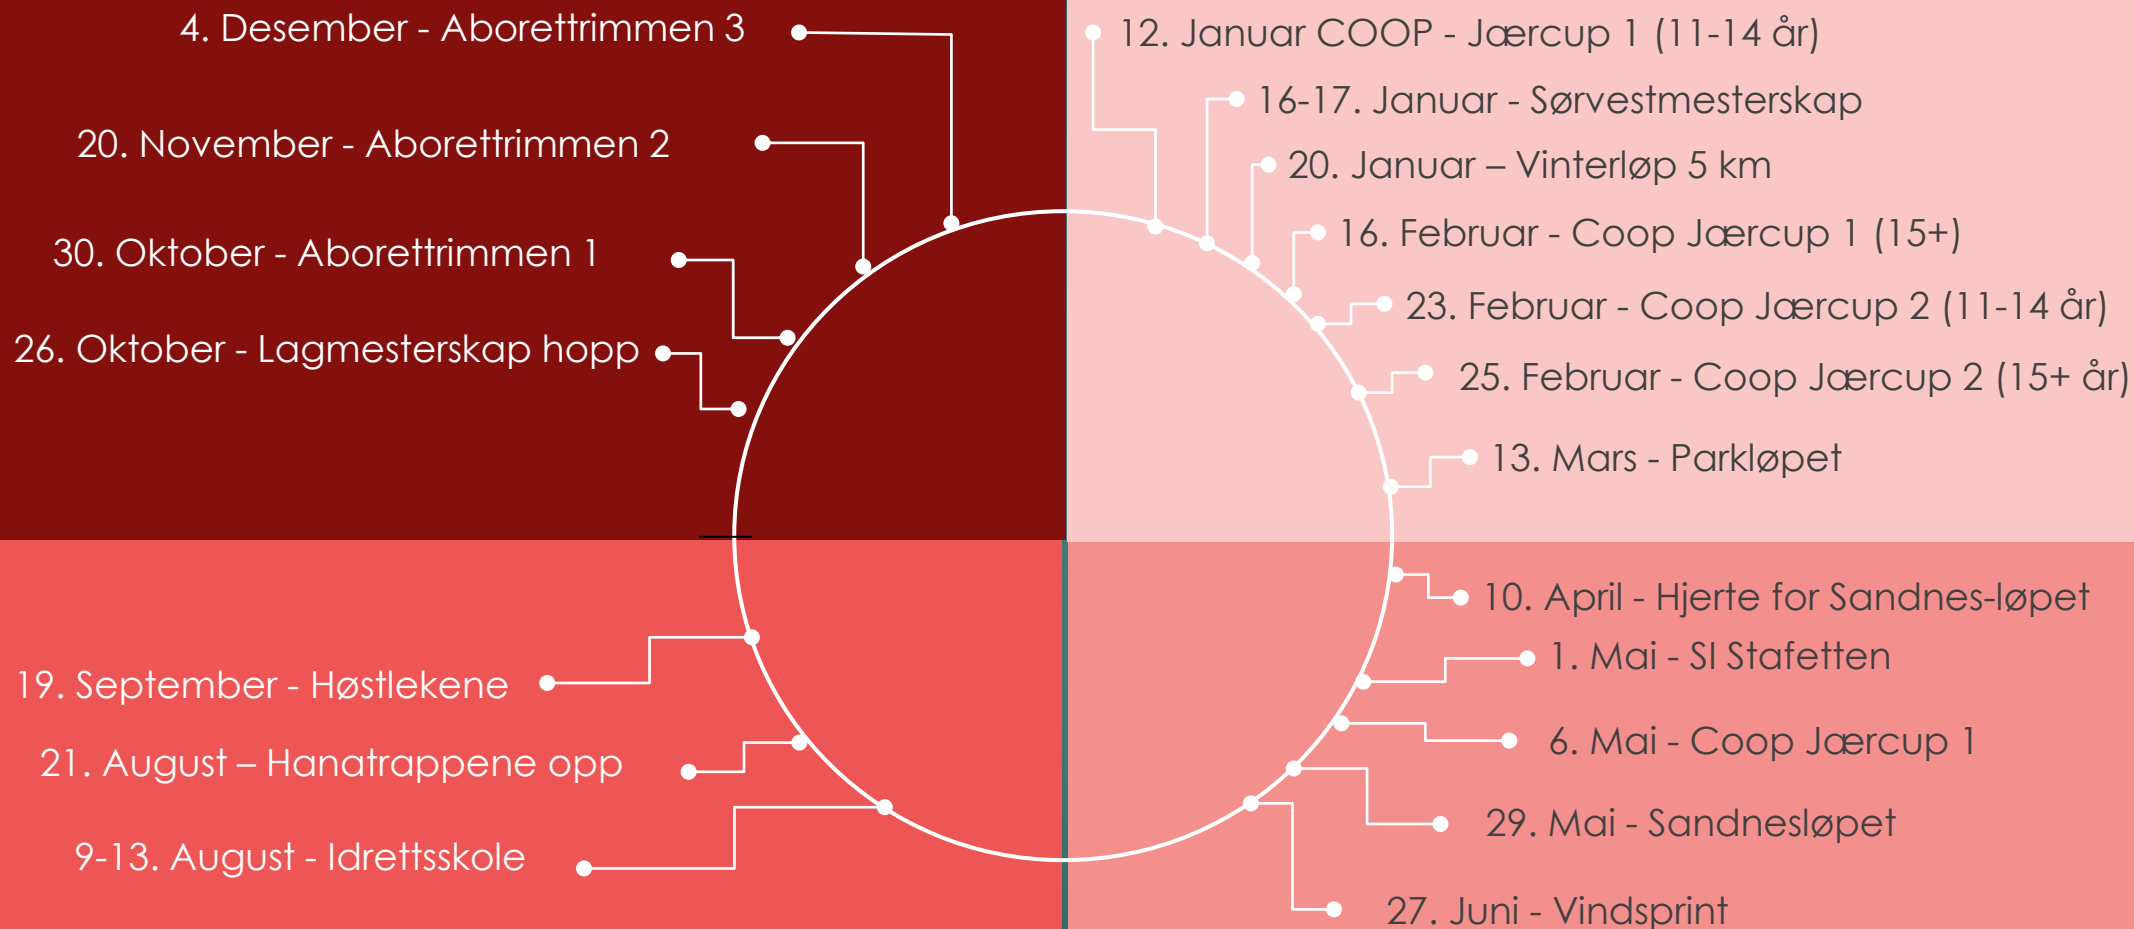 12. Januar COOP - Jærcup 1 (11-14 år)
16-17. Januar - Sørvestmesterskap
20. Januar – Vinterløp 5 km
16. Februar - Coop Jærcup 1 (15+)
23. Februar - Coop Jærcup 2 (11-14 år)
25. Februar - Coop Jærcup 2 (15+ år)
13. Mars - Parkløpet
10. April - Hjerte for Sandnes-løpet
1. Mai - SI Stafetten
6. Mai - Coop Jærcup 1
29. Mai - Sandnesløpet
27. Juni - Vindsprint
9-13. August - Idrettsskole
21. August – Hanatrappene opp
19. September - Høstlekene
26. Oktober - Lagmesterskap hopp
30. Oktober - Aborettrimmen 1
20. November - Aborettrimmen 2
4. Desember - Aborettrimmen 3